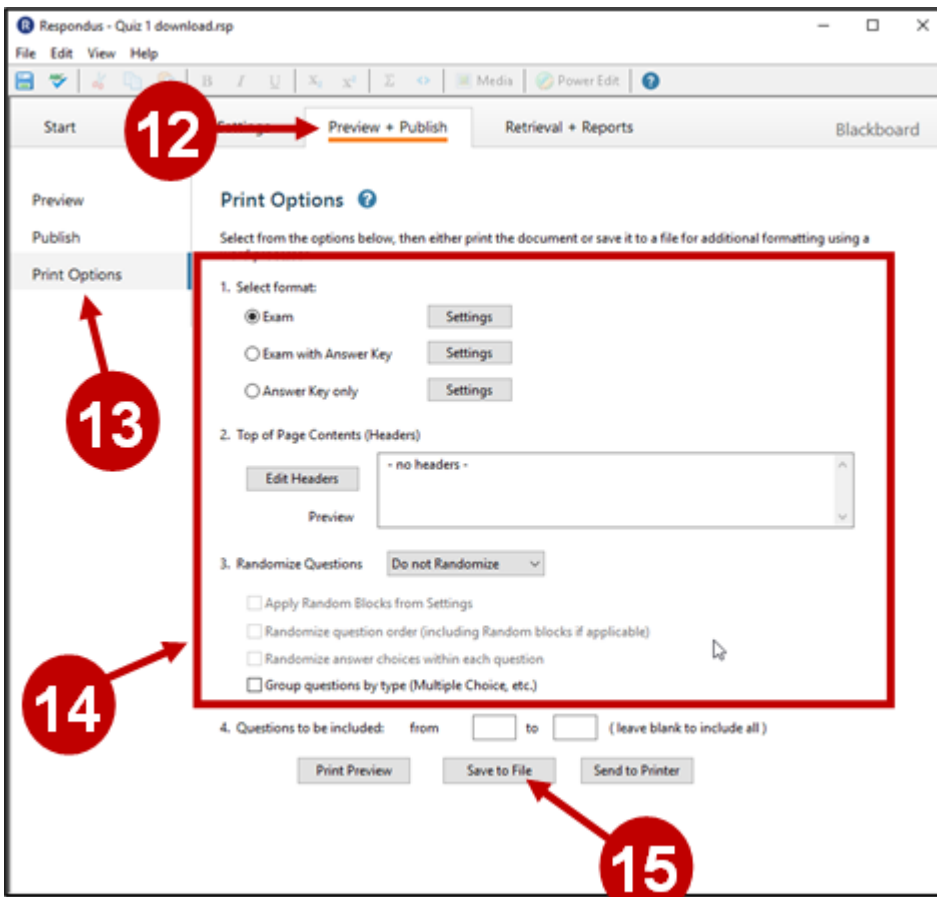 Respondus - Quiz 1 download.rsp
File Edit View Help
B I U X₂ x² Σ <> Media Power Edit ?
Start Settings Preview + Publish Retrieval + Reports Blackboard
12
Preview
Publish
Print Options
13
Print Options ?
Select from the options below, then either print the document or save it to a file for additional formatting using a
1. Select format:
Exam Settings
Exam with Answer Key Settings
Answer Key only Settings
2. Top of Page Contents (Headers)
Edit Headers - no headers -
Preview
3. Randomize Questions Do not Randomize
Apply Random Blocks from Settings
Randomize question order (including Random blocks if applicable)
Randomize answer choices within each question
Group questions by type (Multiple Choice, etc.)
14
4. Questions to be included: from to ( leave blank to include all )
Print Preview Save to File Send to Printer
15